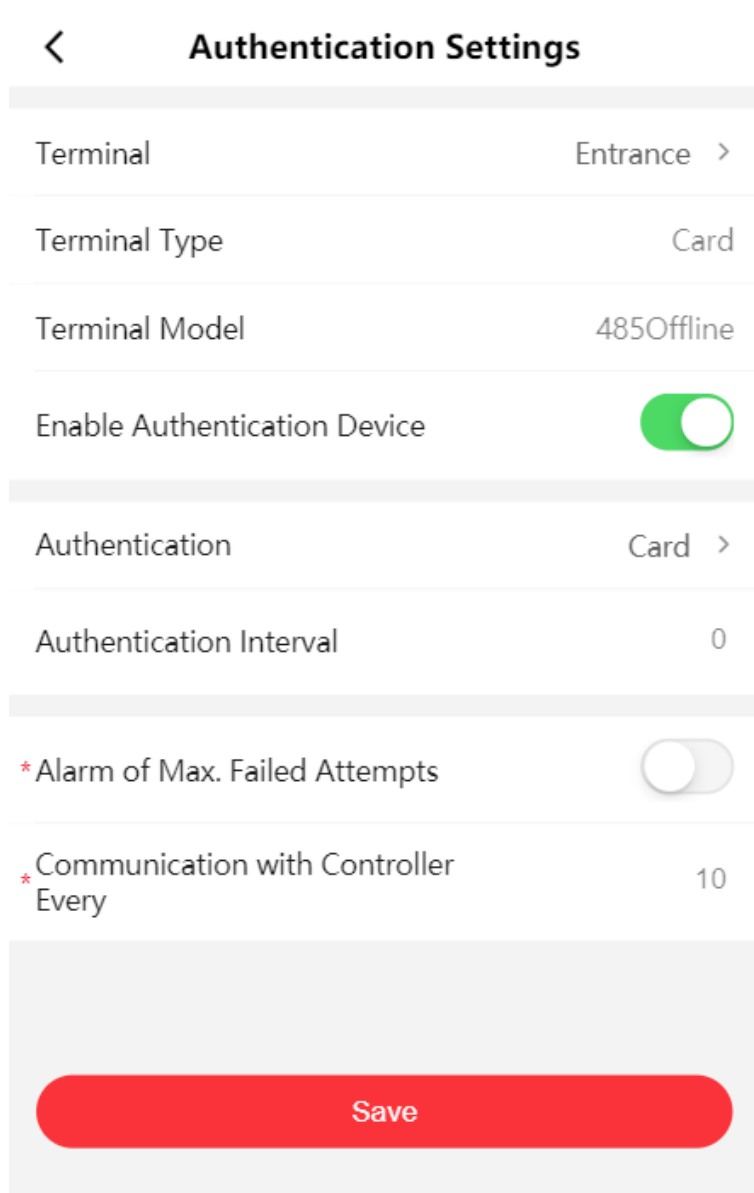 Authentication Settings
Terminal Entrance
Terminal Type Card
Terminal Model 485Offline
Enable Authentication Device
Authentication Card
Authentication Interval 0
*Alarm of Max. Failed Attempts
*Communication with Controller
Every 10
Save